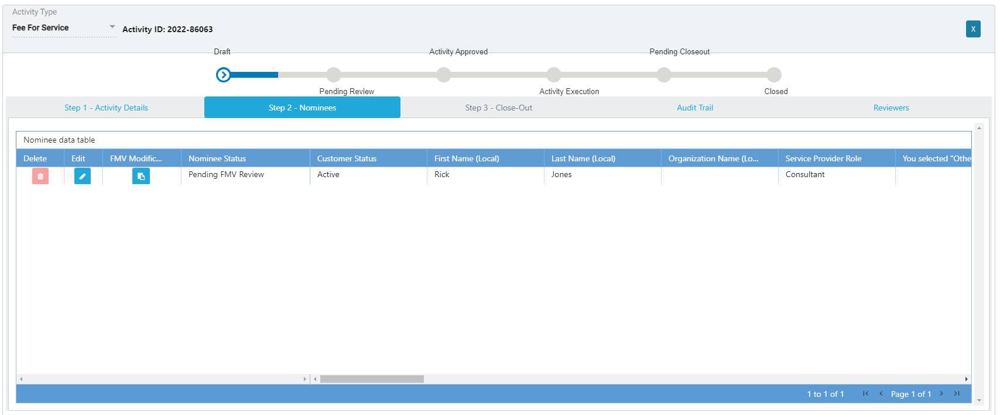 Activity Type
Fee For Service
Activity ID: 2022-86063
X
Draft
Activity Approved
Pending Closeout
Pending Review
Activity Execution
Closed
Step 1 - Activity Details
Step 2 - Nominees
Step 3 - Close-Out
Audit Trail
Reviewers
Nominee data table
Delete Edit FMV Modific... Nominee Status Customer Status First Name (Local) Last Name (Local) Organization Name (Lo... Service Provider Role You selected "Othe
Pending FMV Review Active Rick Jones Consultant
1 to 1 of 1 Page 1 of 1